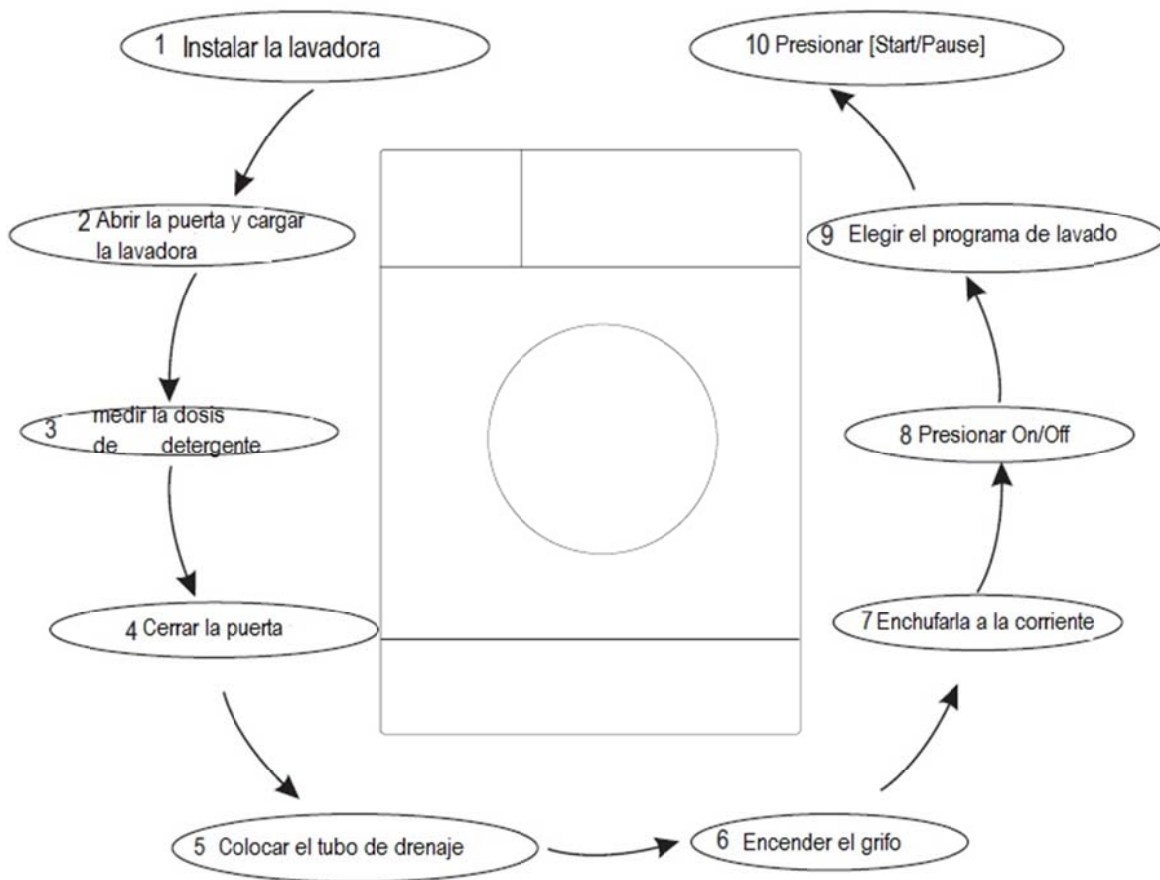 1 Instalar la lavadora
2 Abrir la puerta y cargar
la lavadora
3 medir la dosis
de detergente
4 Cerrar la puerta
5 Colocar el tubo de drenaje
6 Encender el grifo
7 Enchufarla a la corriente
8 Presionar On/Off
9 Elegir el programa de lavado
10 Presionar [Start/Pause]